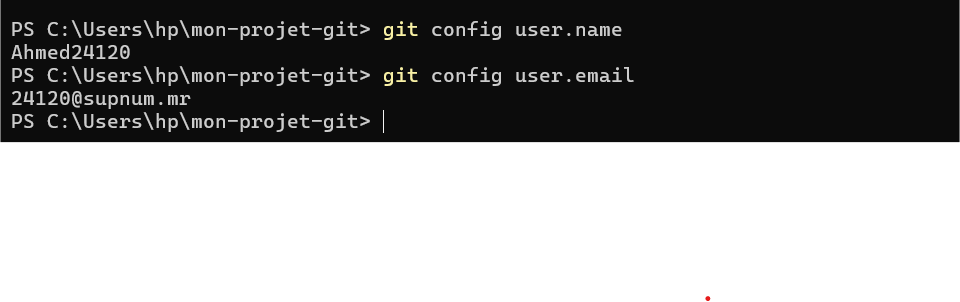 PS C:\Users\hp\mon-projet-git> git config user.name
Ahmed24120
PS C:\Users\hp\mon-projet-git> git config user.email
24120@supnum.mr
PS C:\Users\hp\mon-projet-git>